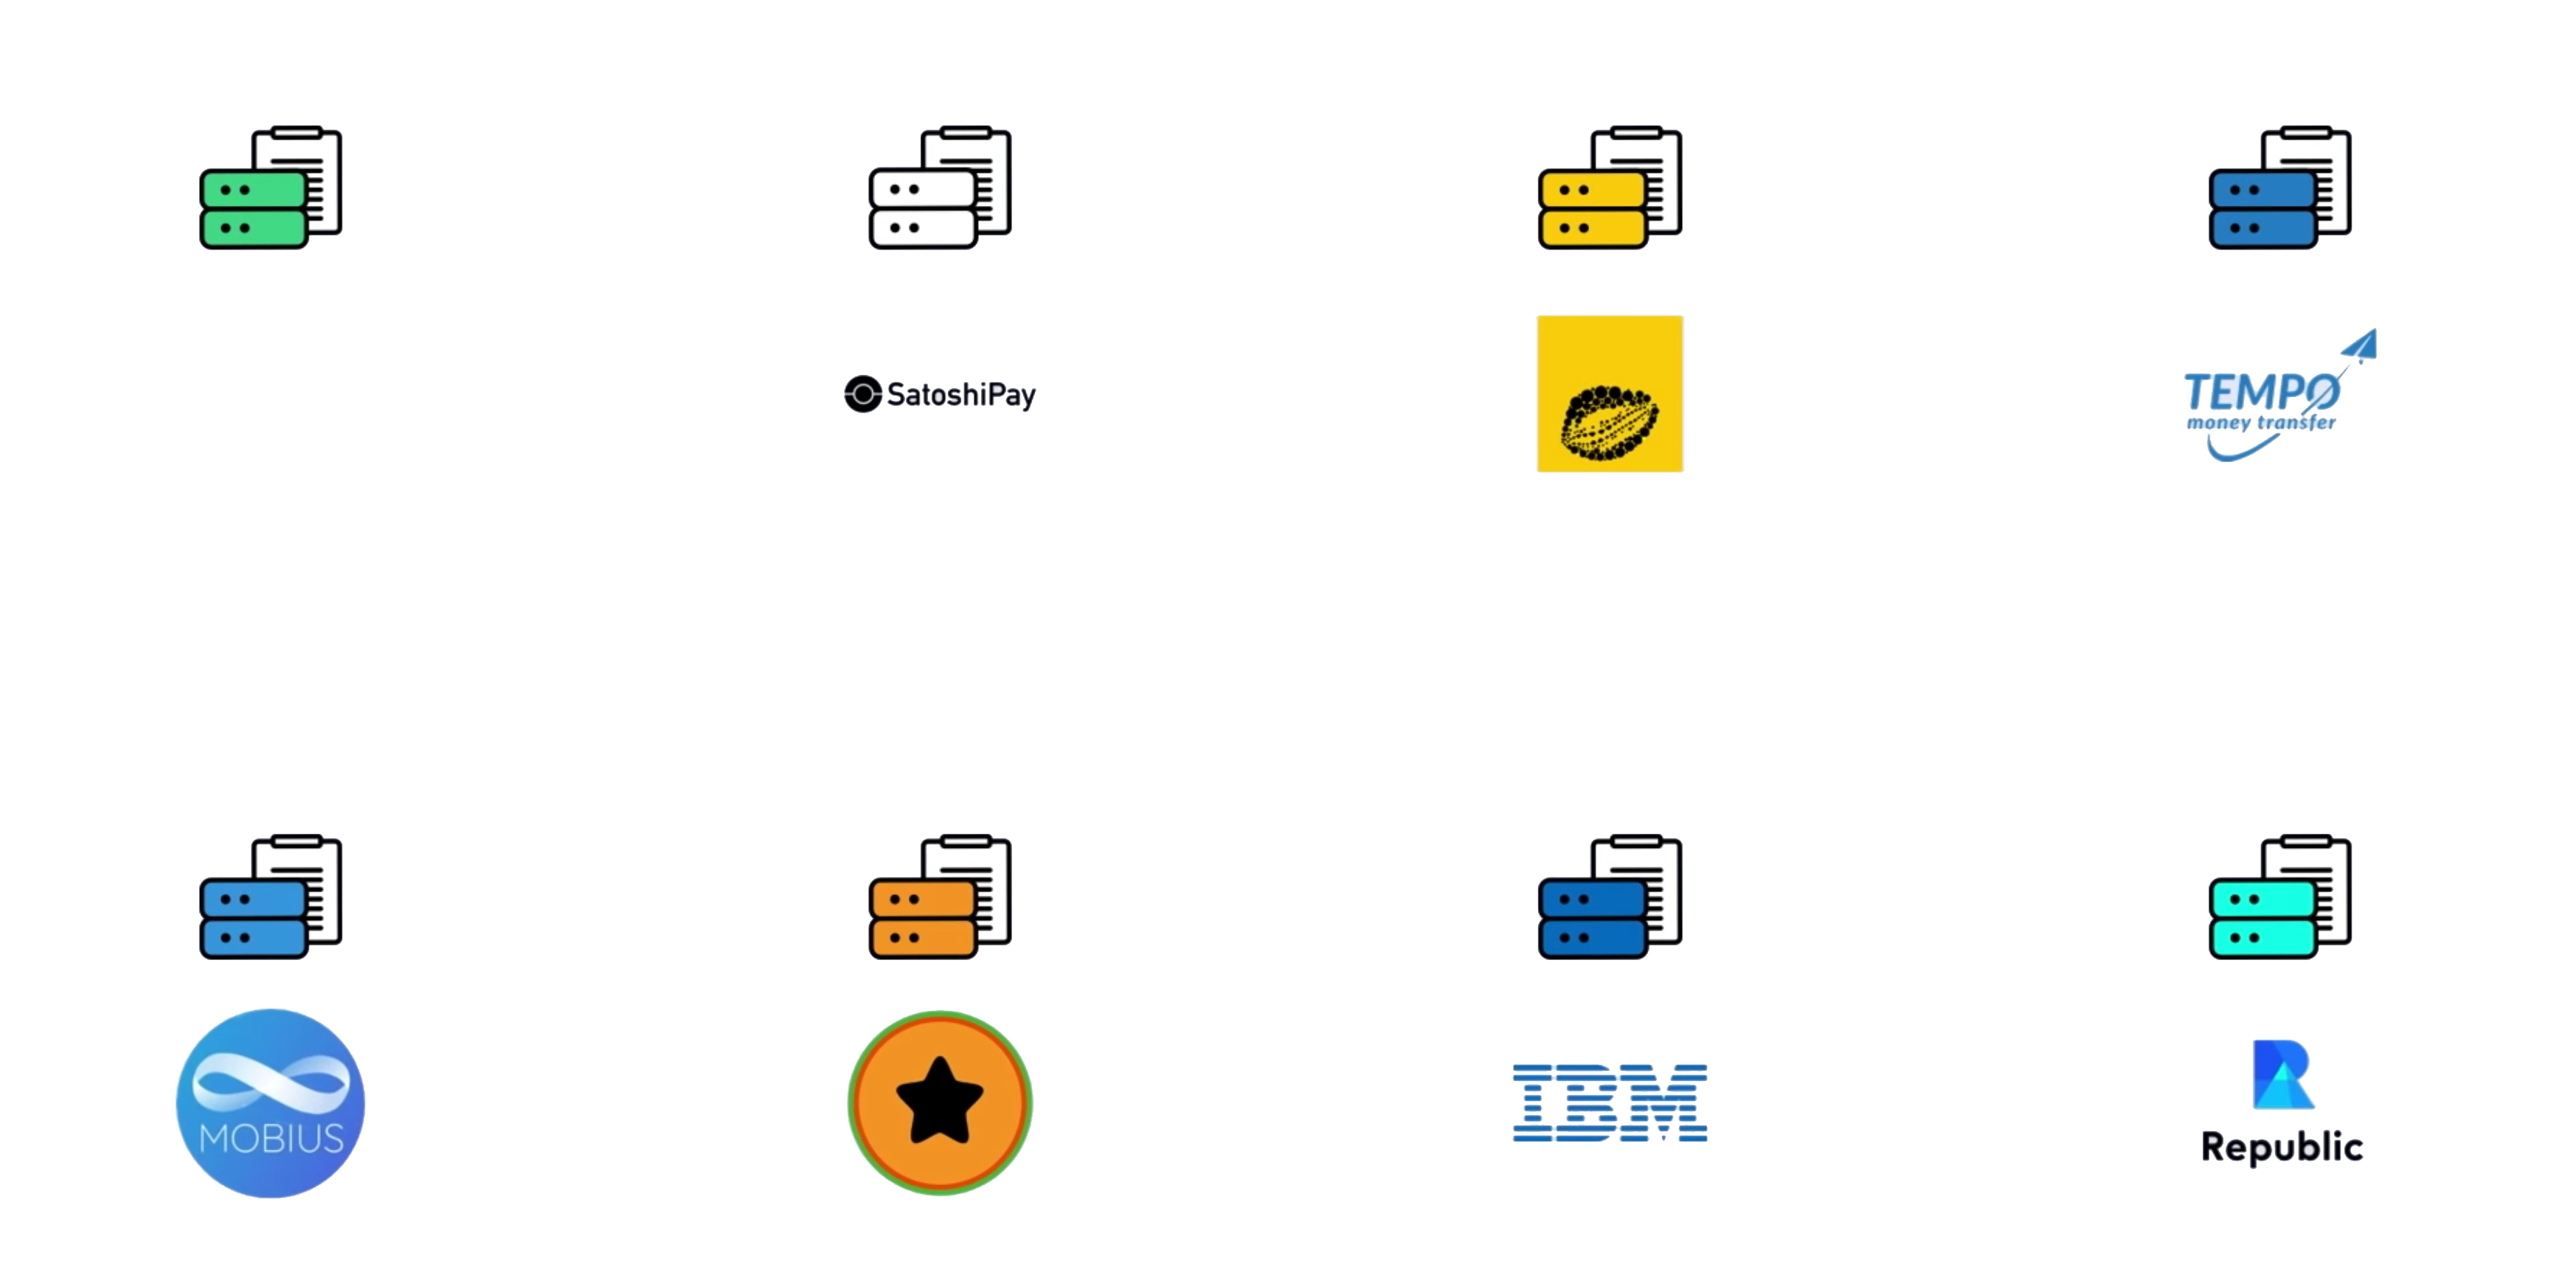 SatoshiPay
TEMPO
money transfer
MOBIUS
IBM
Republic